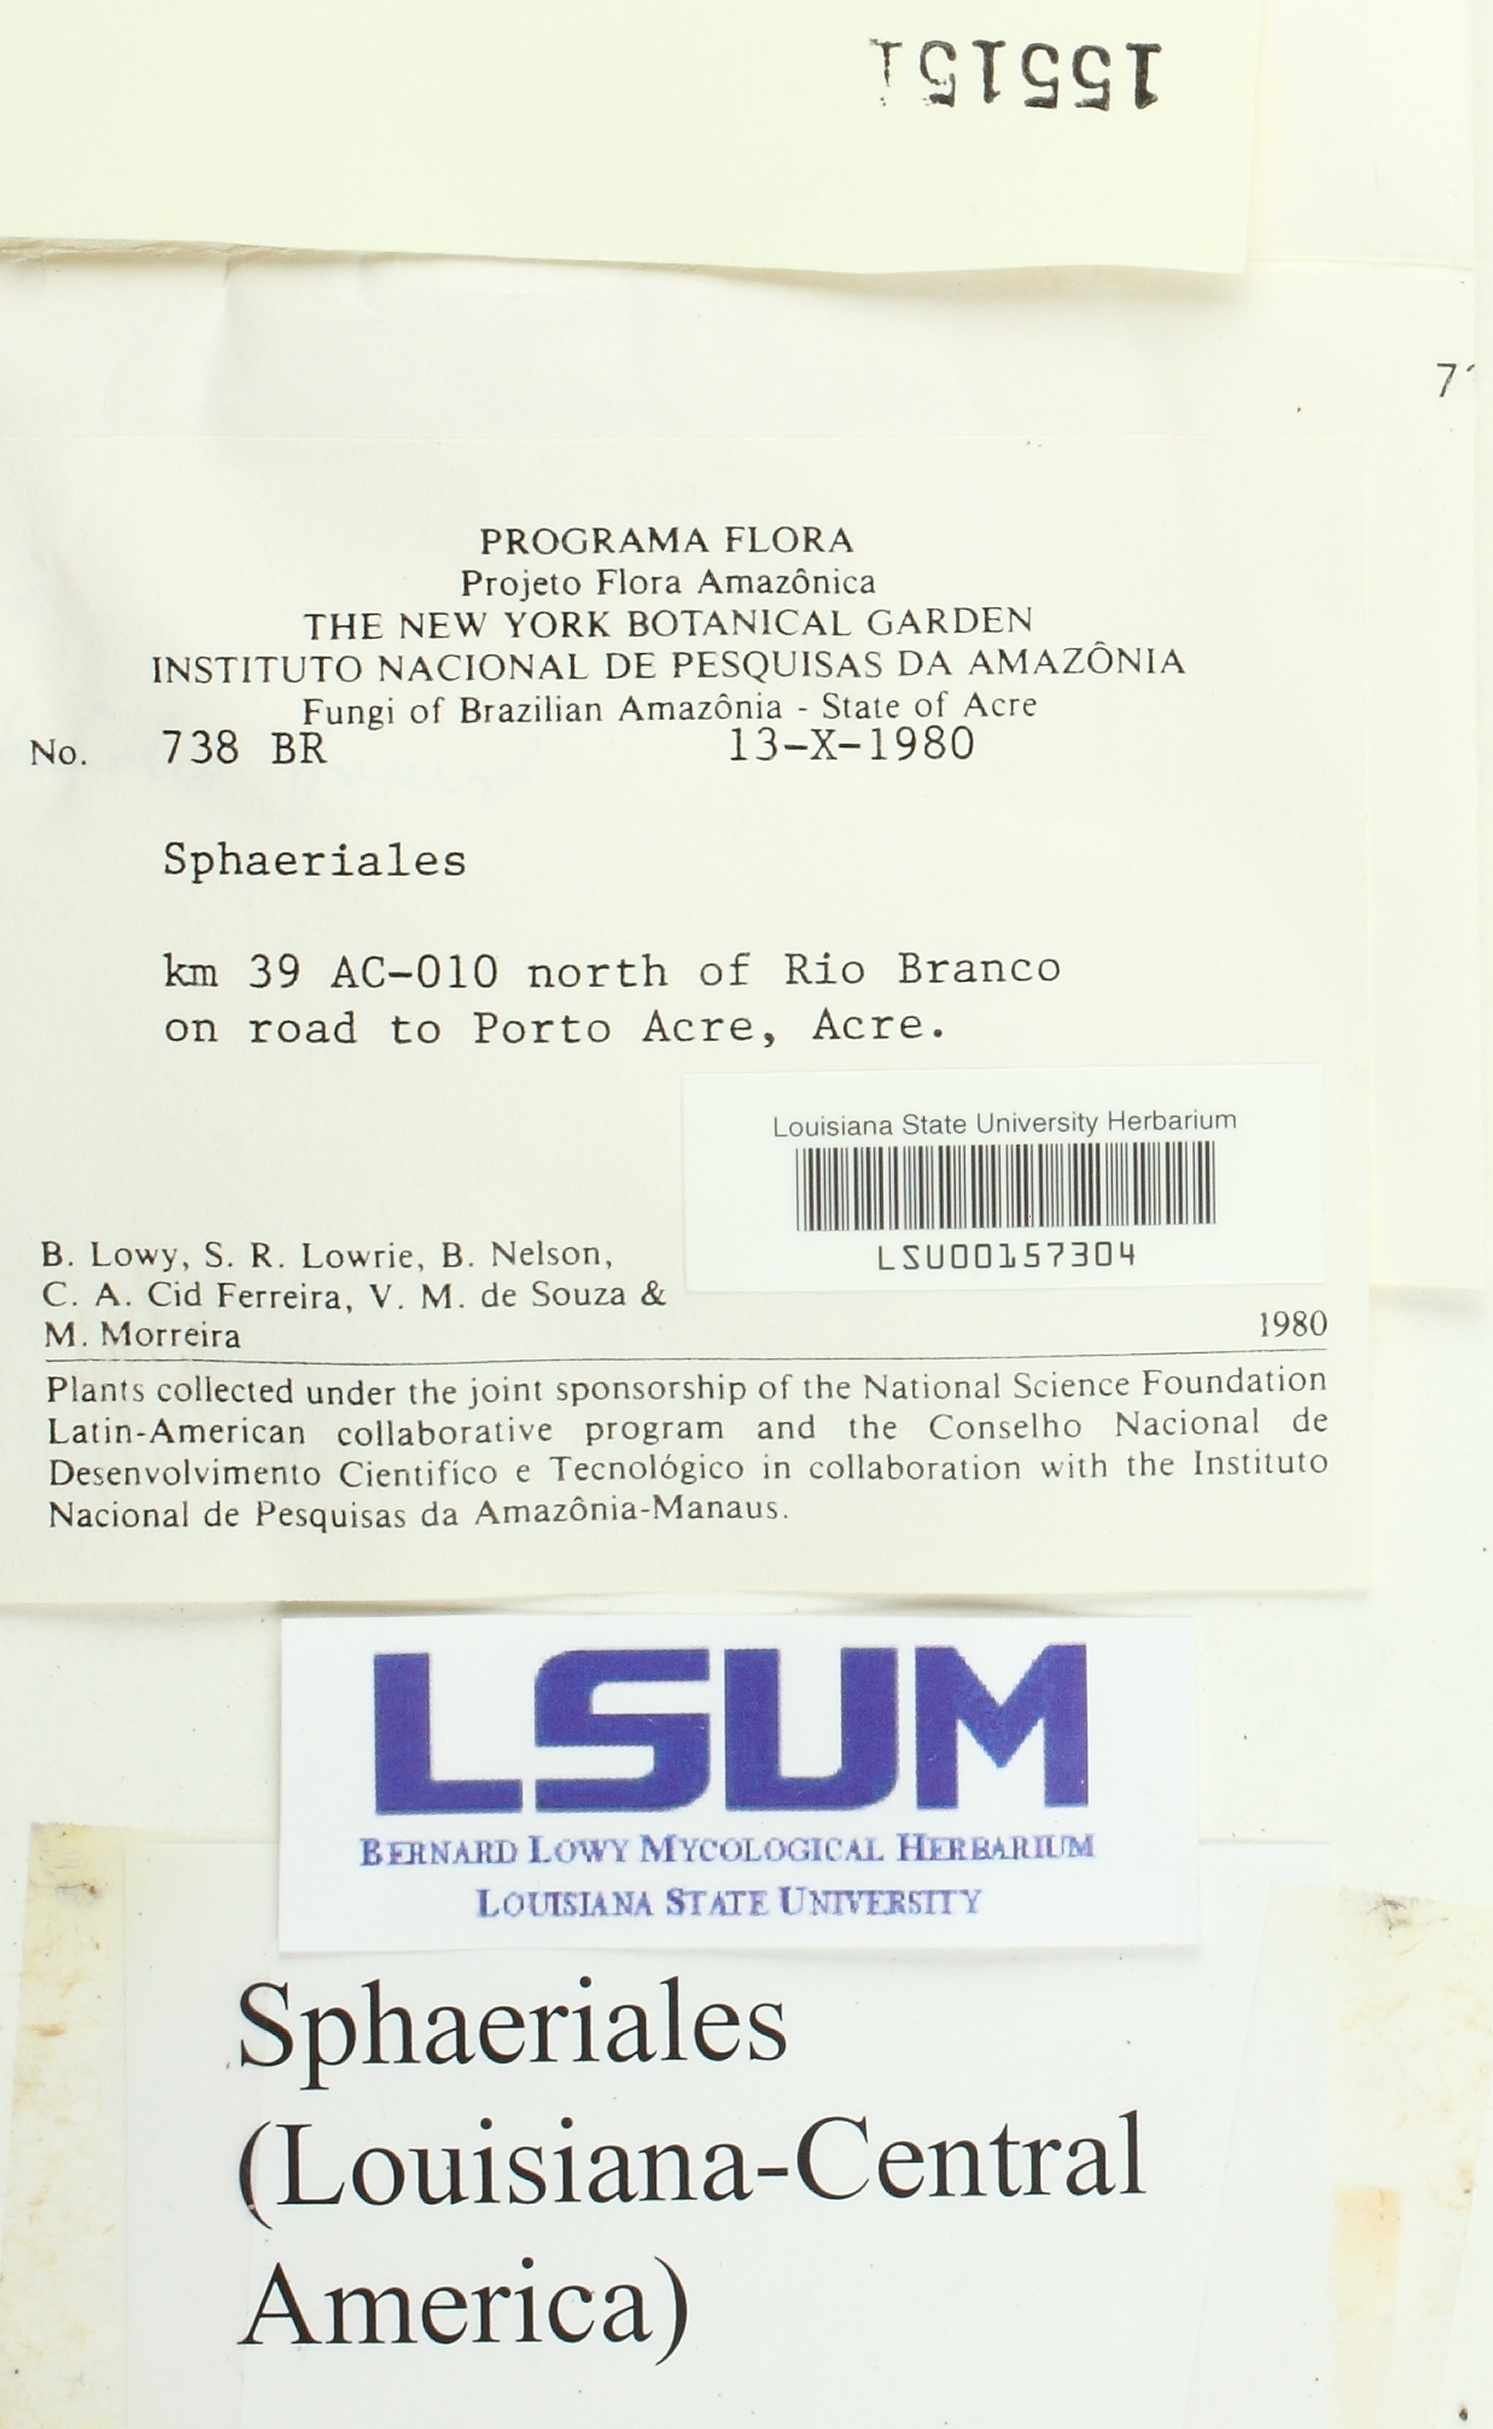 155151
7
PROGRAMA FLORA
Projeto Flora Amazônica
THE NEW YORK BOTANICAL GARDEN
INSTITUTO NACIONAL DE PESQUISAS DA AMAZÔNIA
Fungi of Brazilian Amazônia - State of Acre
No. 738 BR 13-X-1980
Sphaeriales
km 39 AC-010 north of Rio Branco
on road to Porto Acre, Acre.
Louisiana State University Herbarium
LSU00157304
B. Lowy, S. R. Lowrie, B. Nelson,
C. A. Cid Ferreira, V. M. de Souza &
M. Morreira 1980
Plants collected under the joint sponsorship of the National Science Foundation
Latin-American collaborative program and the Conselho Nacional de
Desenvolvimento Cientifíco e Tecnológico in collaboration with the Instituto
Nacional de Pesquisas da Amazônia-Manaus.
LSUM
BERNARD LOWY MYCOLOGICAL HERBARIUM
LOUISIANA STATE UNIVERSITY
Sphaeriales
(Louisiana-Central
America)